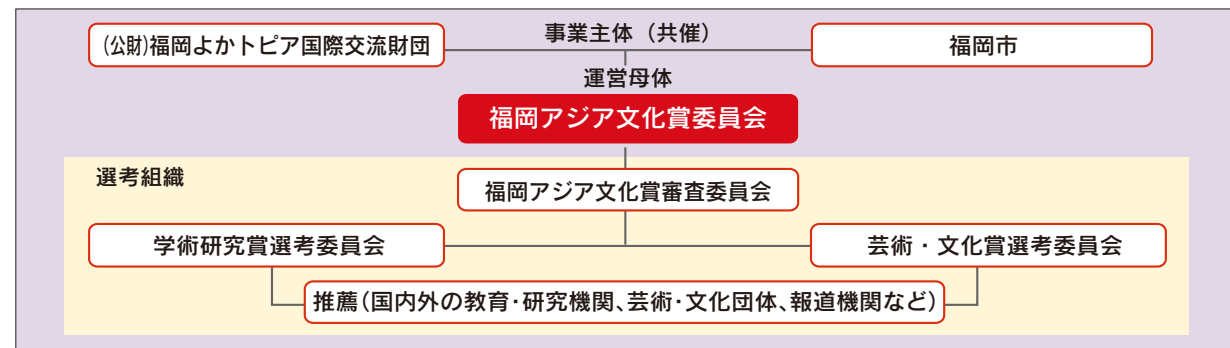 事業主体（共催）
(公財)福岡よかトピア国際交流財団
福岡市
運営母体
福岡アジア文化賞委員会
選考組織
福岡アジア文化賞審査委員会
学術研究賞選考委員会
芸術・文化賞選考委員会
推薦(国内外の教育・研究機関、芸術・文化団体、報道機関など)